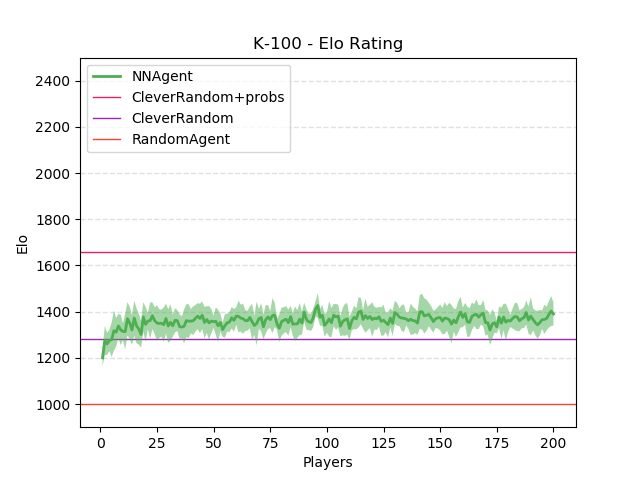 K-100 - Elo Rating
NNAgent
CleverRandom+probs
CleverRandom
RandomAgent
2400
2200
2000
1800
1600
1400
1200
1000
Elo
0 25 50 75 100 125 150 175 200
Players